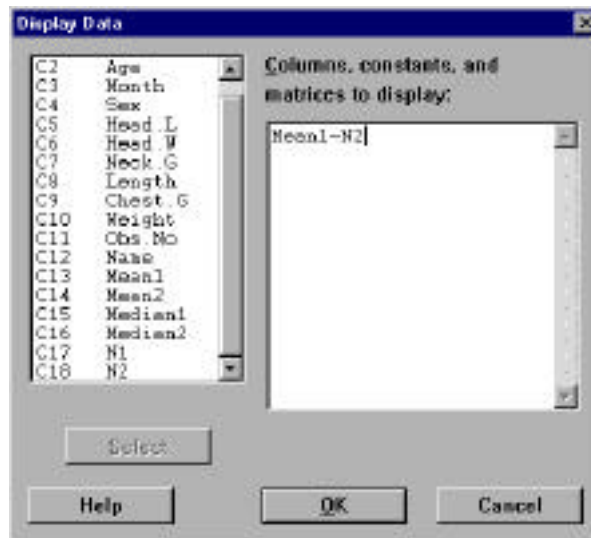 Display Data
C2 Age
C3 Month
C4 Sex
C5 Head.L
C6 Head.W
C7 Neck.G
C8 Length
C9 Chest.G
C10 Weight
C11 Obs.No
C12 Name
C13 Mean1
C14 Mean2
C15 Median1
C16 Median2
C17 N1
C18 N2
Select
Columns, constants, and
matrices to display:
Mean1-N2
Help
OK
Cancel